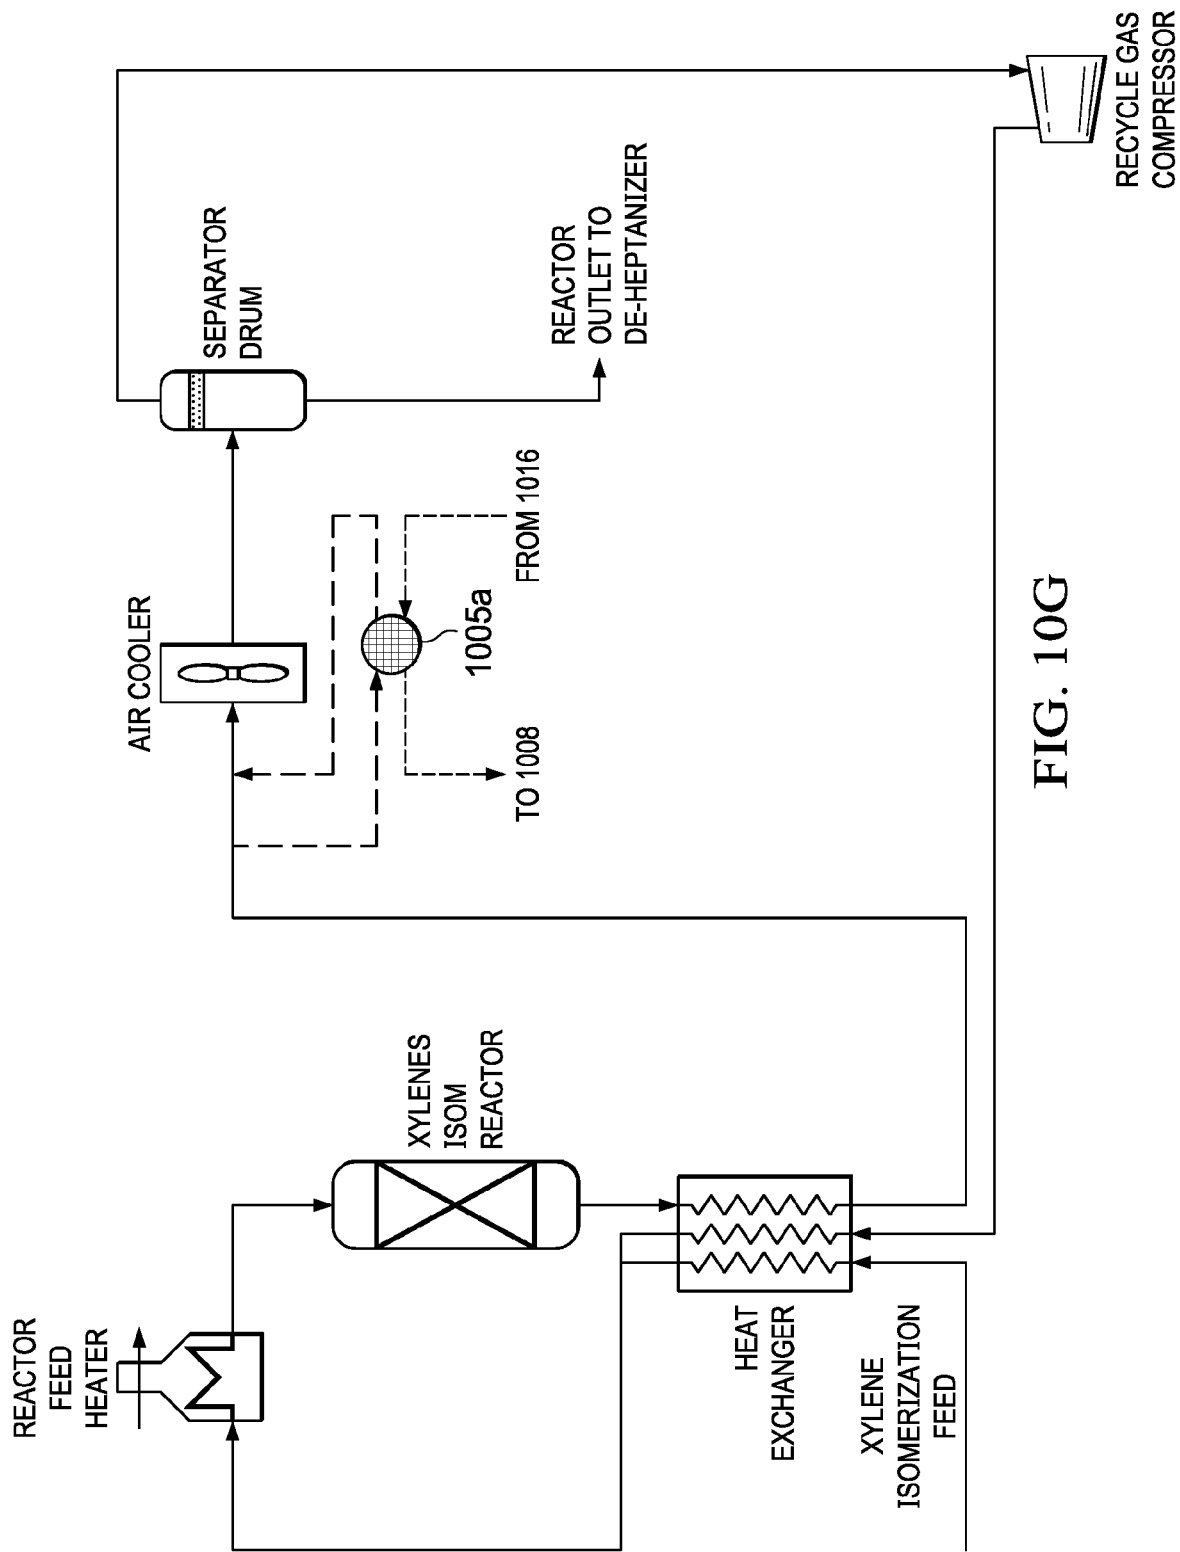 REACTOR
FEED
HEATER
XYLENES
ISOM
REACTOR
HEAT
EXCHANGER
XYLENE
ISOMERIZATION
FEED
AIR COOLER
1005a
TO 1008
FROM 1016
SEPARATOR
DRUM
REACTOR
OUTLET TO
DE-HEPTANIZER
RECYCLE GAS
COMPRESSOR
FIG. 10G